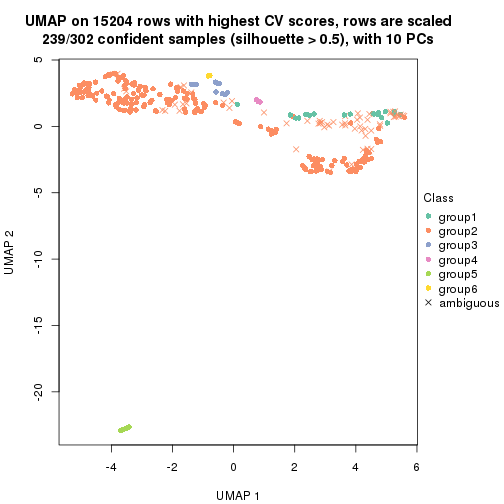 UMAP on 15204 rows with highest CV scores, rows are scaled
239/302 confident samples (silhouette > 0.5), with 10 PCs
5
0
-5
-10
-15
-20
UMAP 2
-4
-2
0
2
4
6
UMAP 1
Class
group1
group2
group3
group4
group5
group6
ambiguous